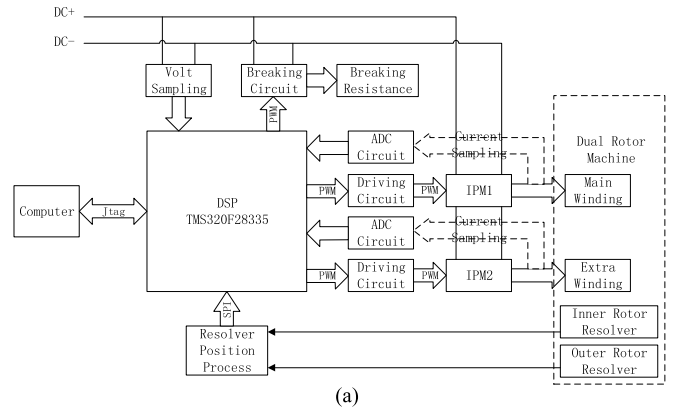 DC+
DC-
Volt
Sampling
Breaking
Circuit
Breaking
Resistance
PWM
ADC
Circuit
Current
Sampling
Dual Rotor
Machine
DSP
TMS320F28335
Computer
Jtag
PWM
Driving
Circuit
PWM
IPM1
Main
Winding
ADC
Circuit
Current
Sampling
PWM
Driving
Circuit
PWM
IPM2
Extra
Winding
SPI
Resolver
Position
Process
Inner Rotor
Resolver
Outer Rotor
Resolver
(a)